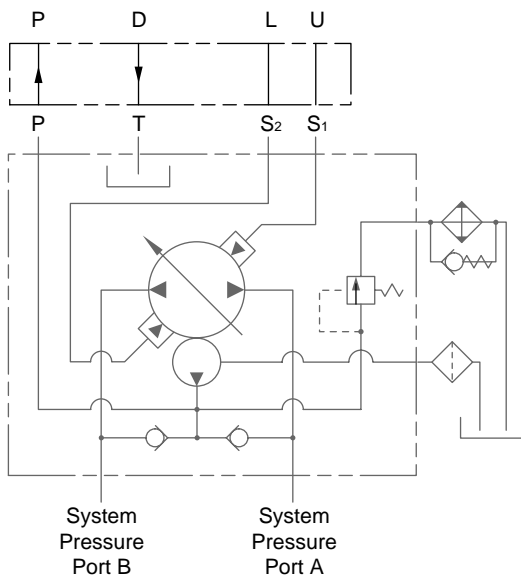 P D L U
P T S2 S1
System Pressure Port B
System Pressure Port A